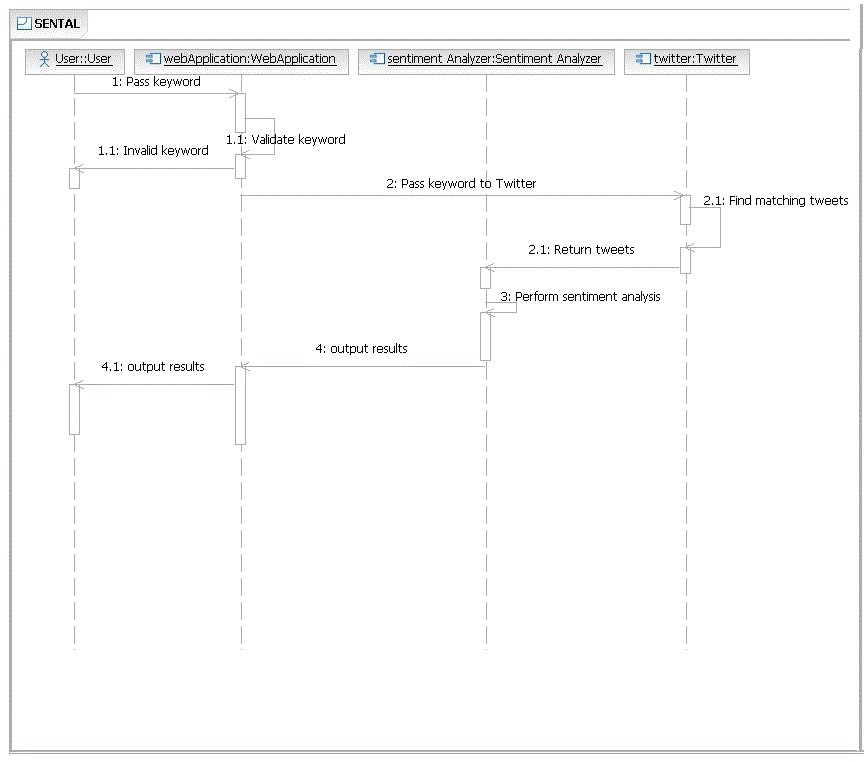 SENTAL
User::User
webApplication:WebApplication
sentiment Analyzer:Sentiment Analyzer
twitter:Twitter
1: Pass keyword
1.1: Validate keyword
1.1: Invalid keyword
2: Pass keyword to Twitter
2.1: Find matching tweets
2.1: Return tweets
3: Perform sentiment analysis
4: output results
4.1: output results